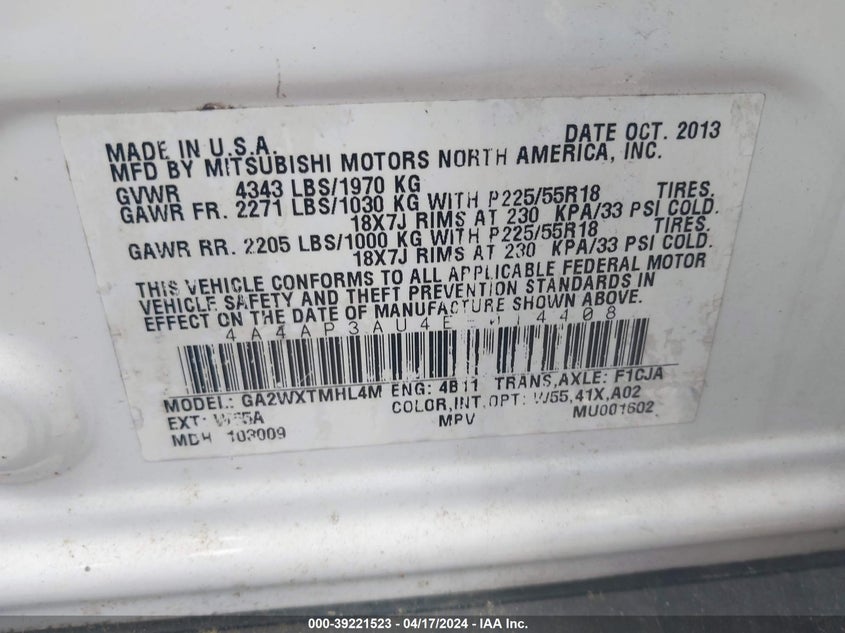 MADE IN U.S.A. DATE OCT. 2013
MFD BY MITSUBISHI MOTORS NORTH AMERICA, INC.
GVWR 4343 LBS/1970 KG
GAWR FR. 2271 LBS/1030 KG WITH P225/55R18 TIRES.
18X7J RIMS AT 230 KPA/33 PSI COLD.
GAWR RR. 2205 LBS/1000 KG WITH P225/55R18 TIRES.
18X7J RIMS AT 230 KPA/33 PSI COLD.
THIS VEHICLE CONFORMS TO ALL APPLICABLE FEDERAL MOTOR
VEHICLE SAFETY AND THEFT PREVENTION STANDARDS IN
EFFECT ON THE DATE OF MANUFACTURE SHOWN ABOVE.
MODEL: GA2WXTMHL4M ENG: 4B11 TRANS,AXLE: F1CJA
EXT: COLOR,INT,OPT: W55,41X,A02
MDH 103009 MPV MU001602
000-39221523 - 04/17/2024 - IAA Inc.